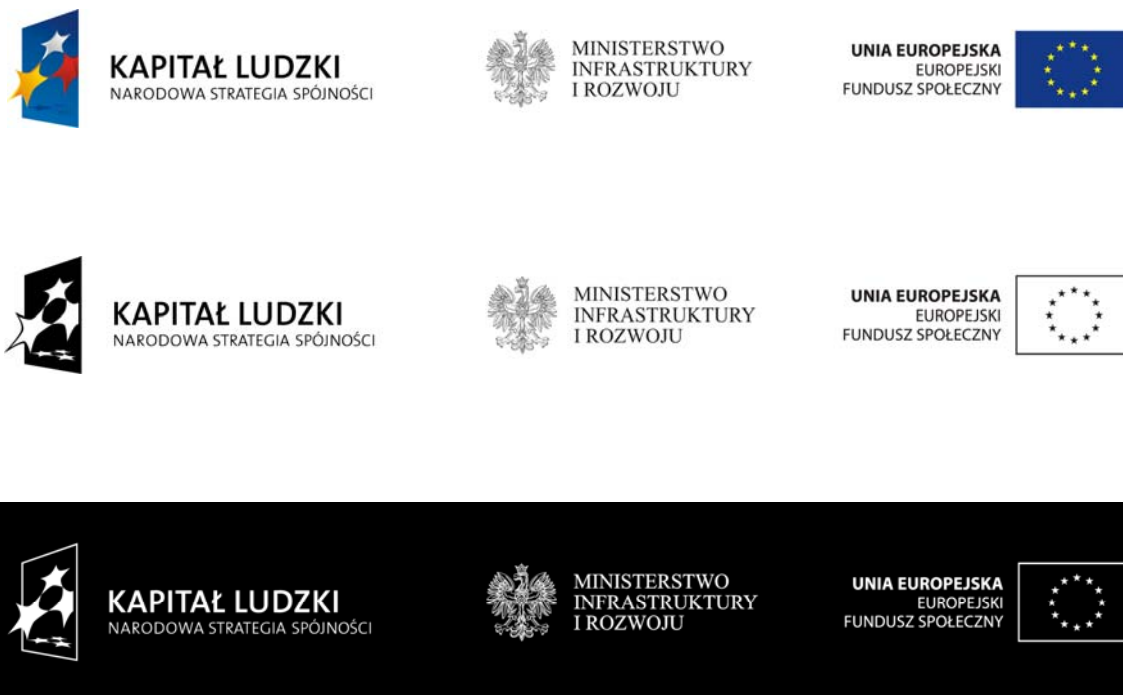 KAPITAŁ LUDZKI
NARODOWA STRATEGIA SPÓJNOŚCI
MINISTERSTWO
INFRASTRUKTURY
I ROZWOJU
UNIA EUROPEJSKA
EUROPEJSKI
FUNDUSZ SPOŁECZNY
KAPITAŁ LUDZKI
NARODOWA STRATEGIA SPÓJNOŚCI
MINISTERSTWO
INFRASTRUKTURY
I ROZWOJU
UNIA EUROPEJSKA
EUROPEJSKI
FUNDUSZ SPOŁECZNY
KAPITAŁ LUDZKI
NARODOWA STRATEGIA SPÓJNOŚCI
MINISTERSTWO
INFRASTRUKTURY
I ROZWOJU
UNIA EUROPEJSKA
EUROPEJSKI
FUNDUSZ SPOŁECZNY